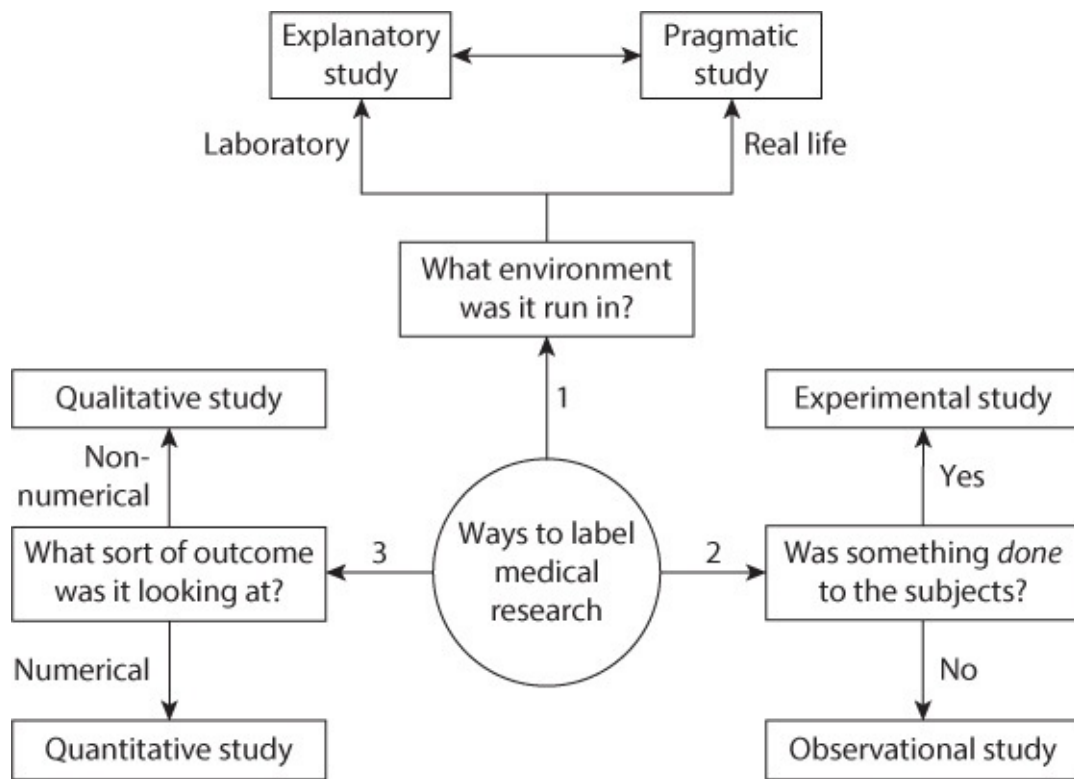 Explanatory
study
Pragmatic
study
Laboratory
Real life
What environment
was it run in?
1
Qualitative study
Experimental study
Non-
numerical
Yes
What sort of outcome
was it looking at?
3
Ways to label
medical
research
2
Was something done
to the subjects?
Numerical
No
Quantitative study
Observational study